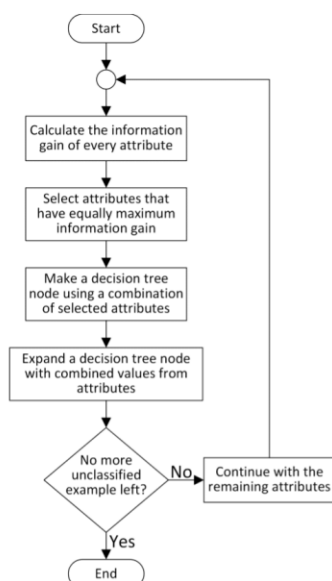 Start
Calculate the information
gain of every attribute
Select attributes that
have equally maximum
information gain
Make a decision tree
node using a combination
of selected attributes
Expand a decision tree node
with combined values from
attributes
No more
unclassified
example left?
No
Continue with the
remaining attributes
Yes
End